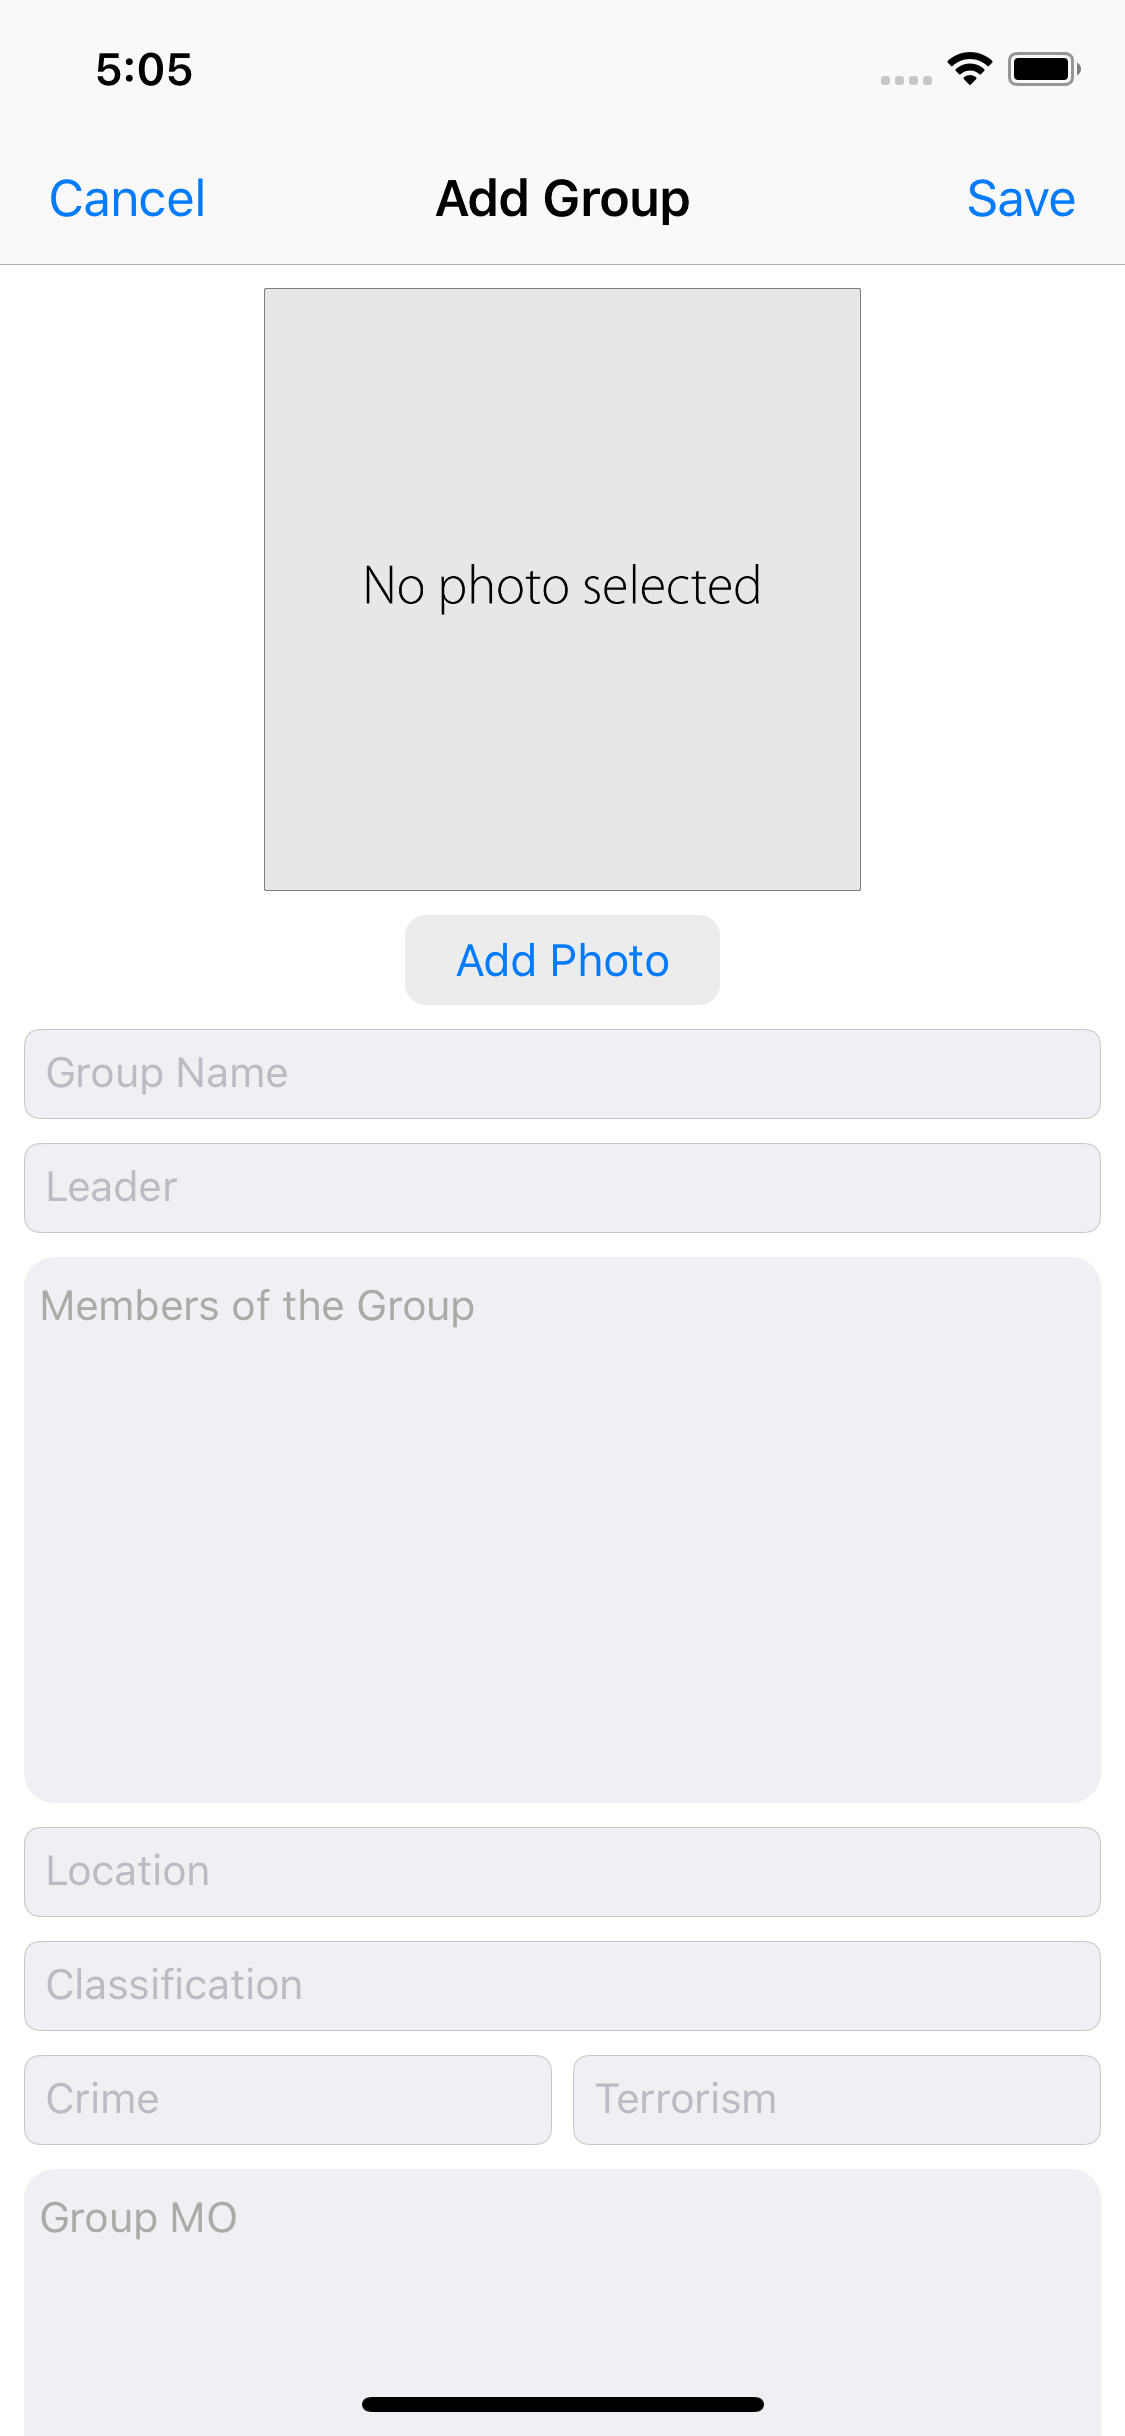 5:05
Cancel Add Group Save
No photo selected
Add Photo
Group Name
Leader
Members of the Group
Location
Classification
Crime Terrorism
Group MO